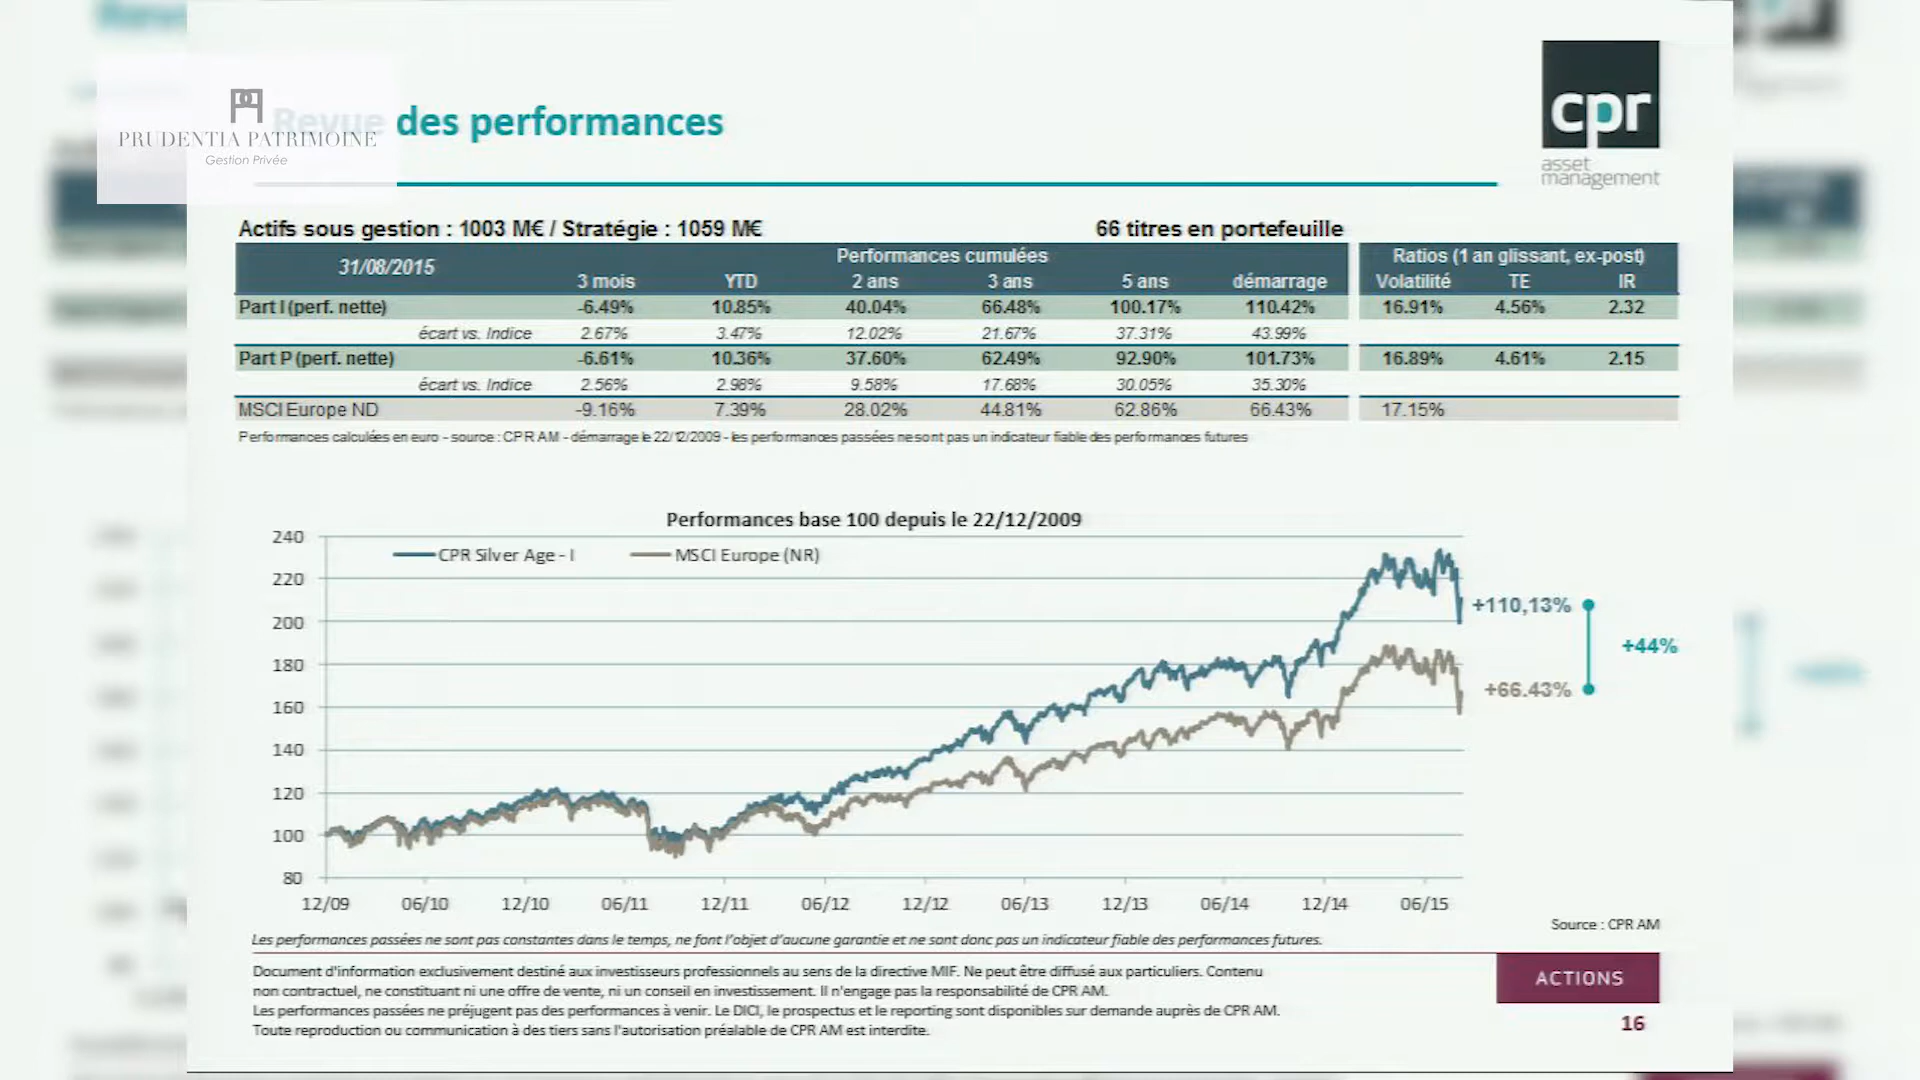 PRUDENTIA PATRIMOINE
Gestion Privée
Revue des performances
cpr
asset
management
Actifs sous gestion : 1003 M€ / Stratégie : 1059 M€
66 titres en portefeuille
31/08/2015
Performances cumulées
Ratios (1 an glissant, ex-post)
3 mois YTD 2 ans 3 ans 5 ans démarrage Volatilité TE IR
Part I (perf. nette) -6.49% 10.85% 40.04% 66.48% 100.17% 110.42% 16.91% 4.56% 2.32
écart vs. Indice 2.67% 3.47% 12.02% 21.67% 37.31% 43.99%
Part P (perf. nette) -6.61% 10.36% 37.60% 62.49% 92.90% 101.73% 16.89% 4.61% 2.15
écart vs. Indice 2.56% 2.98% 9.58% 17.68% 30.05% 35.30%
MSCI Europe ND -9.16% 7.39% 28.02% 44.81% 62.86% 66.43% 17.15%
Performances calculées en euro - source : CPR AM - démarrage le 22/12/2009 - les performances passées ne sont pas un indicateur fiable des performances futures
Performances base 100 depuis le 22/12/2009
CPR Silver Age - I
MSCI Europe (NR)
240
220
200
180
160
140
120
100
80
+110,13%
+44%
+66.43%
12/09 06/10 12/10 06/11 12/11 06/12 12/12 06/13 12/13 06/14 12/14 06/15
Source : CPR AM
Les performances passées ne sont pas constantes dans le temps, ne font l'objet d'aucune garantie et ne sont donc pas un indicateur fiable des performances futures.
Document d'information exclusivement destiné aux investisseurs professionnels au sens de la directive MIF. Ne peut être diffusé aux particuliers. Contenu
non contractuel, ne constituant ni une offre de vente, ni un conseil en investissement. Il n'engage pas la responsabilité de CPR AM.
Les performances passées ne préjugent pas des performances à venir. Le DICI, le prospectus et le reporting sont disponibles sur demande auprès de CPR AM.
Toute reproduction ou communication à des tiers sans l'autorisation préalable de CPR AM est interdite.
ACTIONS
16